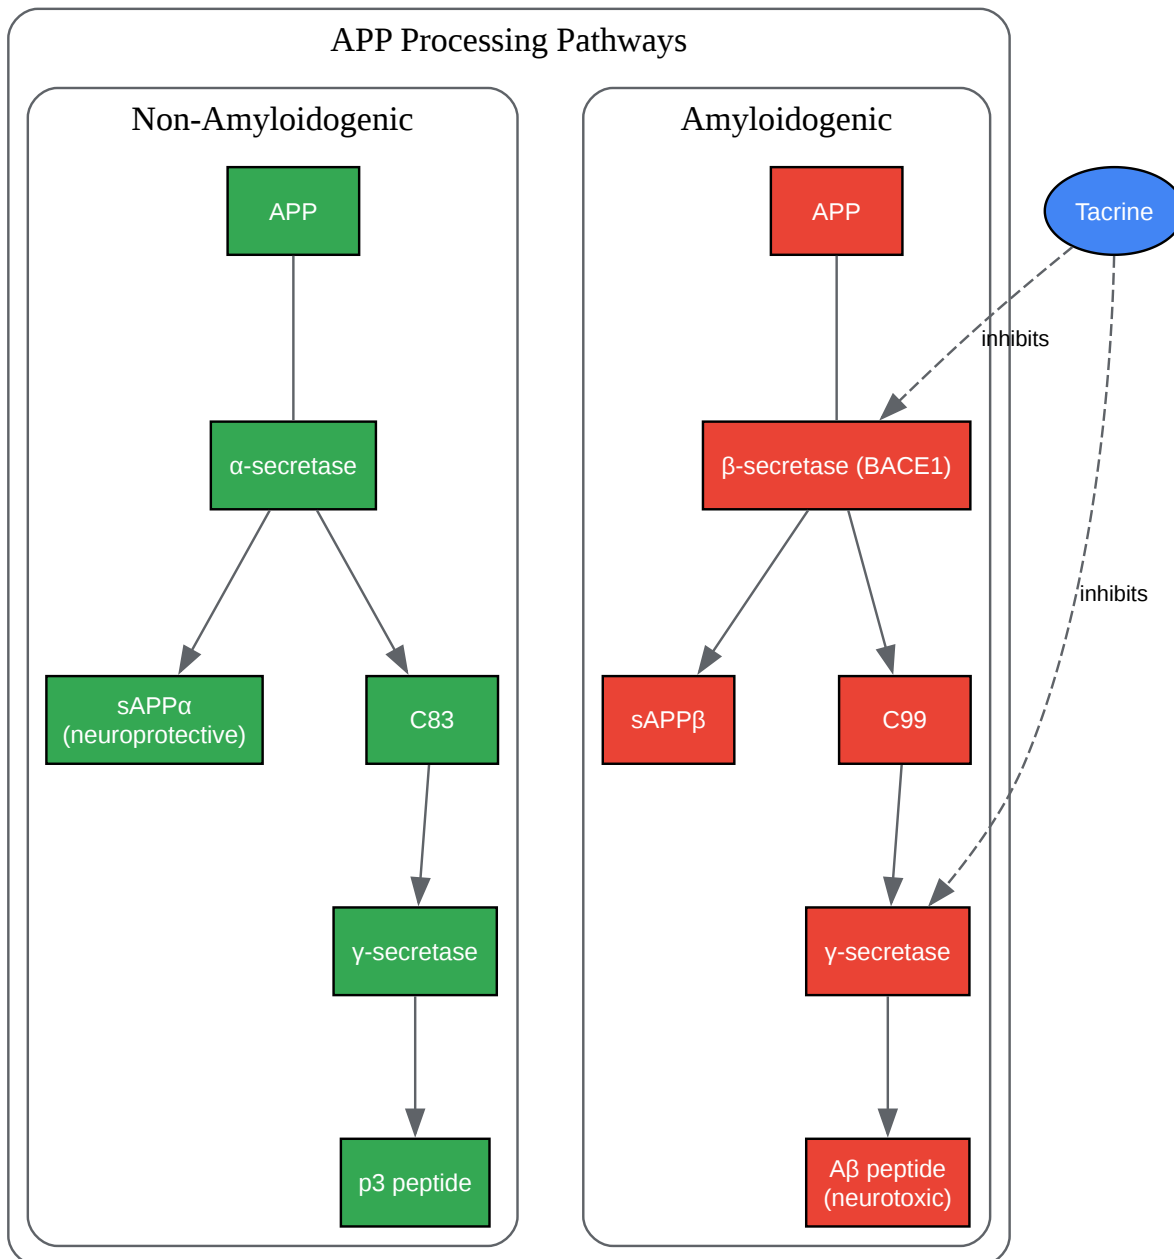 APP Processing Pathways
Non-Amyloidogenic
Amyloidogenic
APP
APP
Tacrine
inhibits
α-secretase
β-secretase (BACE1)
inhibits
sAPPα
(neuroprotective)
C83
sAPPβ
C99
γ-secretase
γ-secretase
p3 peptide
Aβ peptide
(neurotoxic)